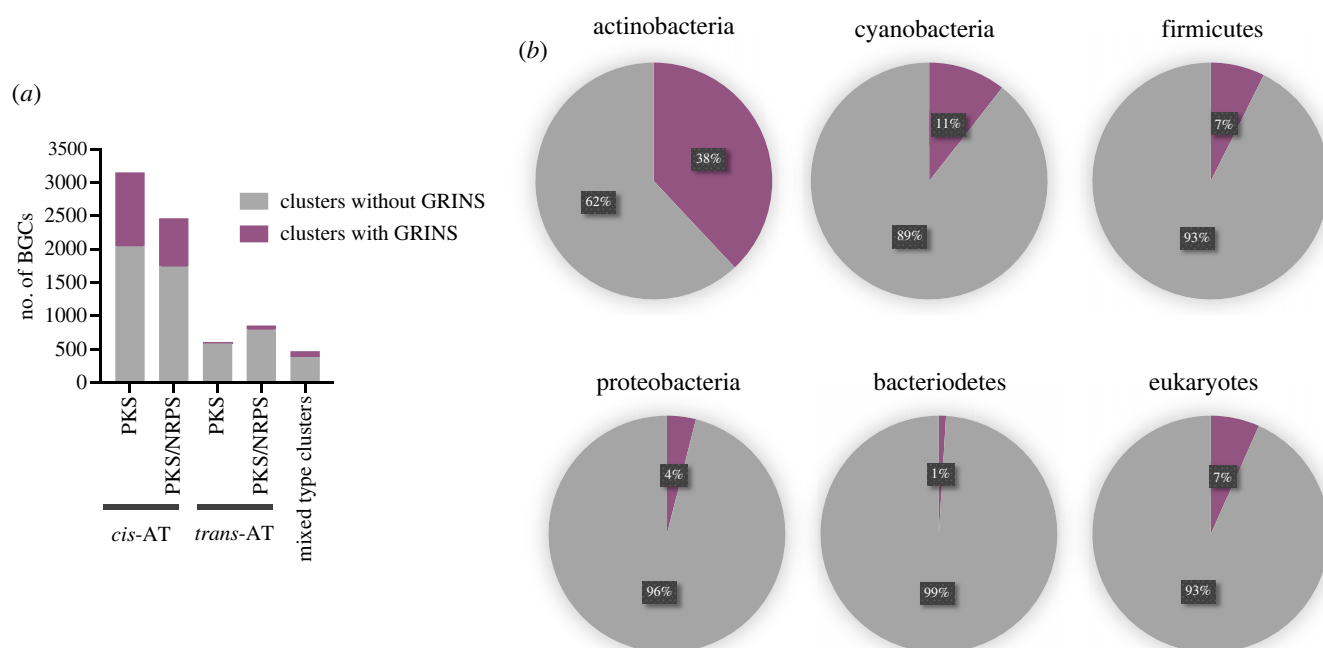 (a)
no. of BGCs
3500
3000
2500
2000
1500
1000
500
0
PKS
PKS/NRPS
PKS
PKS/NRPS
mixed type clusters
cis-AT
trans-AT
clusters without GRINS
clusters with GRINS
(b)
actinobacteria
38%
62%
cyanobacteria
11%
89%
firmicutes
7%
93%
proteobacteria
4%
96%
bacteriodetes
1%
99%
eukaryotes
7%
93%